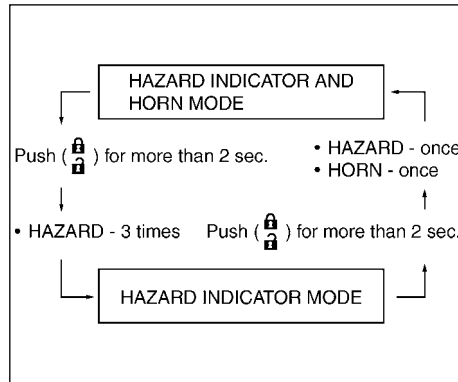 HAZARD INDICATOR AND
HORN MODE
Push ( ) for more than 2 sec.
• HAZARD - once
• HORN - once
• HAZARD - 3 times
Push ( ) for more than 2 sec.
HAZARD INDICATOR MODE